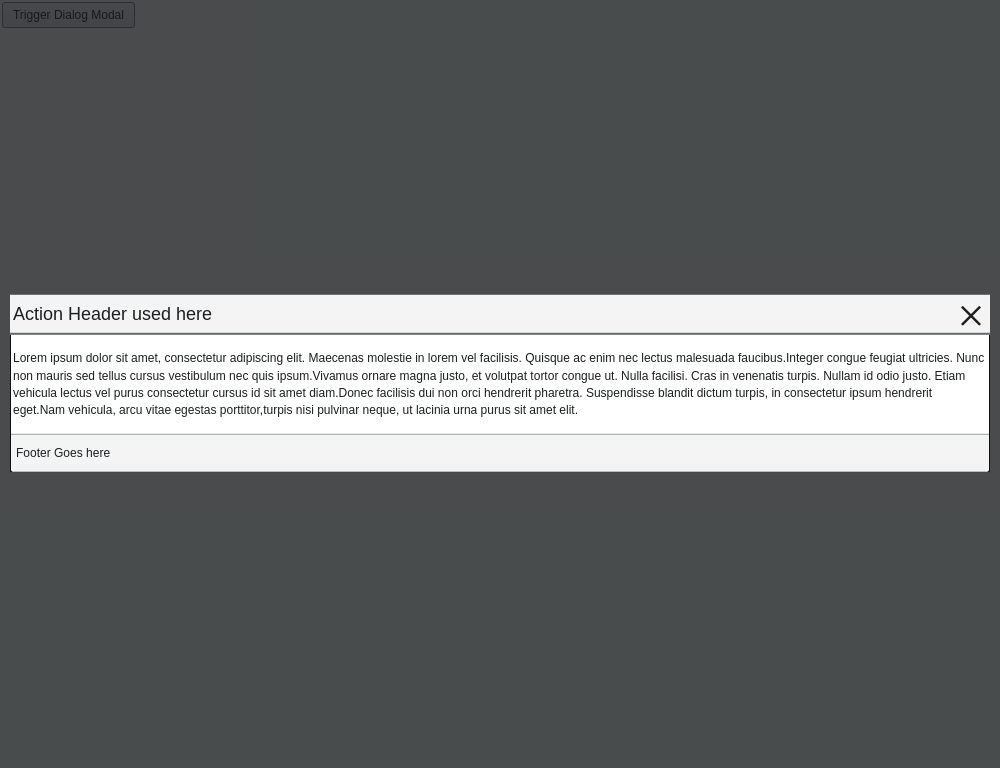 Trigger Dialog Modal
Action Header used here
Lorem ipsum dolor sit amet, consectetur adipiscing elit. Maecenas molestie in lorem vel facilisis. Quisque ac enim nec lectus malesuada faucibus.Integer congue feugiat ultricies. Nunc
non mauris sed tellus cursus vestibulum nec quis ipsum.Vivamus ornare magna justo, et volutpat tortor congue ut. Nulla facilisi. Cras in venenatis turpis. Nullam id odio justo. Etiam
vehicula lectus vel purus consectetur cursus id sit amet diam.Donec facilisis dui non orci hendrerit pharetra. Suspendisse blandit dictum turpis, in consectetur ipsum hendrerit
eget.Nam vehicula, arcu vitae egestas porttitor,turpis nisi pulvinar neque, ut lacinia urna purus sit amet elit.
Footer Goes here